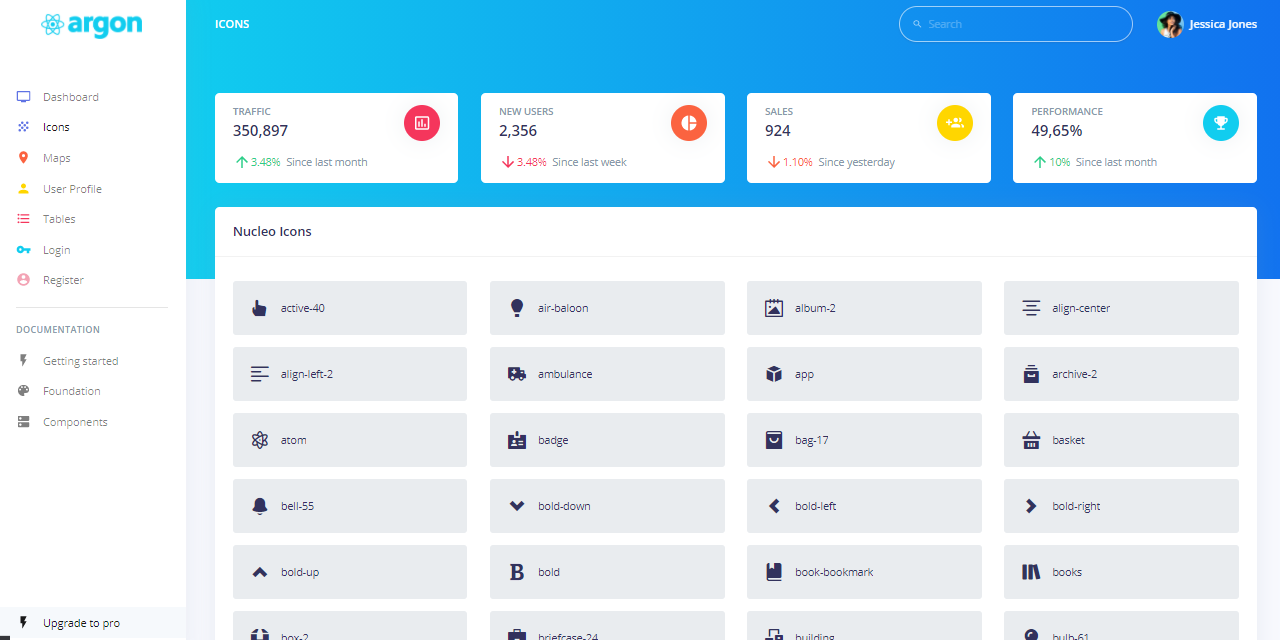 argon
ICONS
Search
Jessica Jones
Dashboard
Icons
Maps
User Profile
Tables
Login
Register
DOCUMENTATION
Getting started
Foundation
Components
Upgrade to pro
TRAFFIC
350,897
3.48% Since last month
NEW USERS
2,356
3.48% Since last week
SALES
924
1.10% Since yesterday
PERFORMANCE
49,65%
10% Since last month
Nucleo Icons
active-40
air-baloon
album-2
align-center
align-left-2
ambulance
app
archive-2
atom
badge
bag-17
basket
bell-55
bold-down
bold-left
bold-right
bold-up
bold
book-bookmark
books
box-2
briefcase-24
building
bulb-61